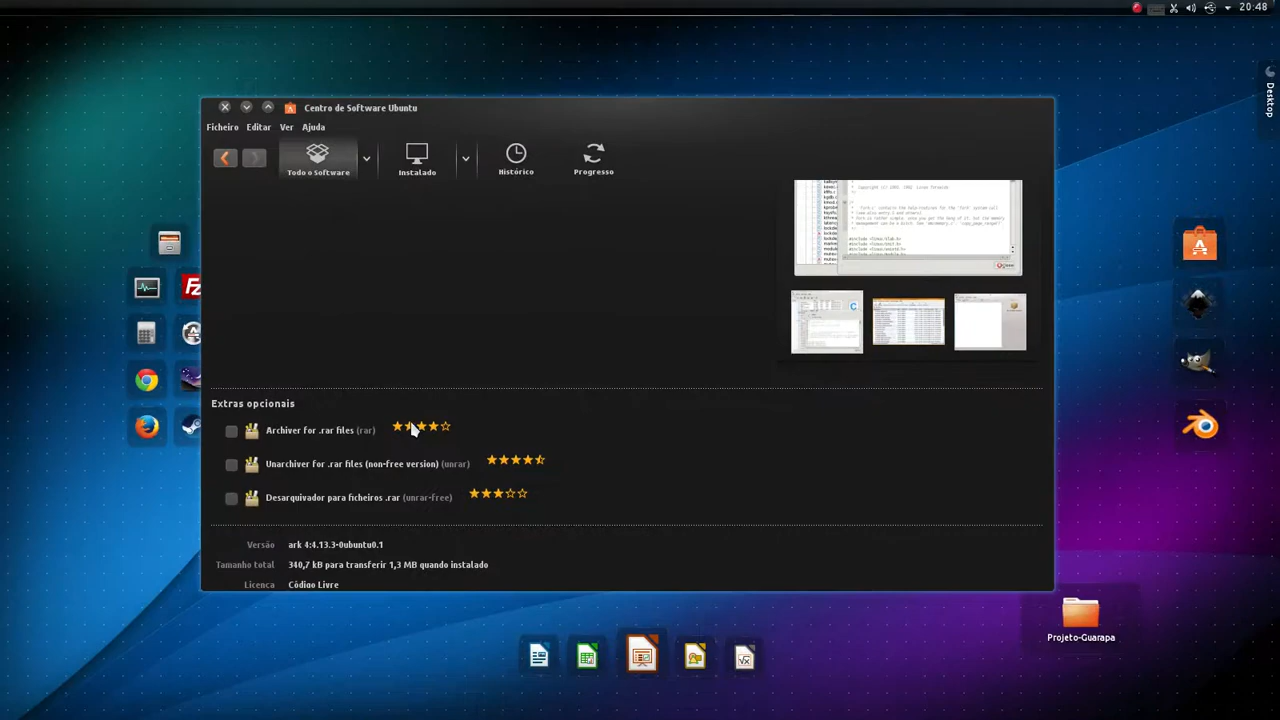 20:48
Desktop
Centro de Software Ubuntu
Ficheiro Editar Ver Ajuda
Todo o Software Instalado Histórico Progresso
Extras opcionais
Archiver for .rar files (rar)
Unarchiver for .rar files (non-free version) (unrar)
Desarquivador para ficheiros .rar (unrar-free)
Versão ark 4:4.13.3-0ubuntu0.1
Tamanho total 340,7 kB para transferir 1,3 MB quando instalado
Licença Código Livre
Projeto-Guarapa